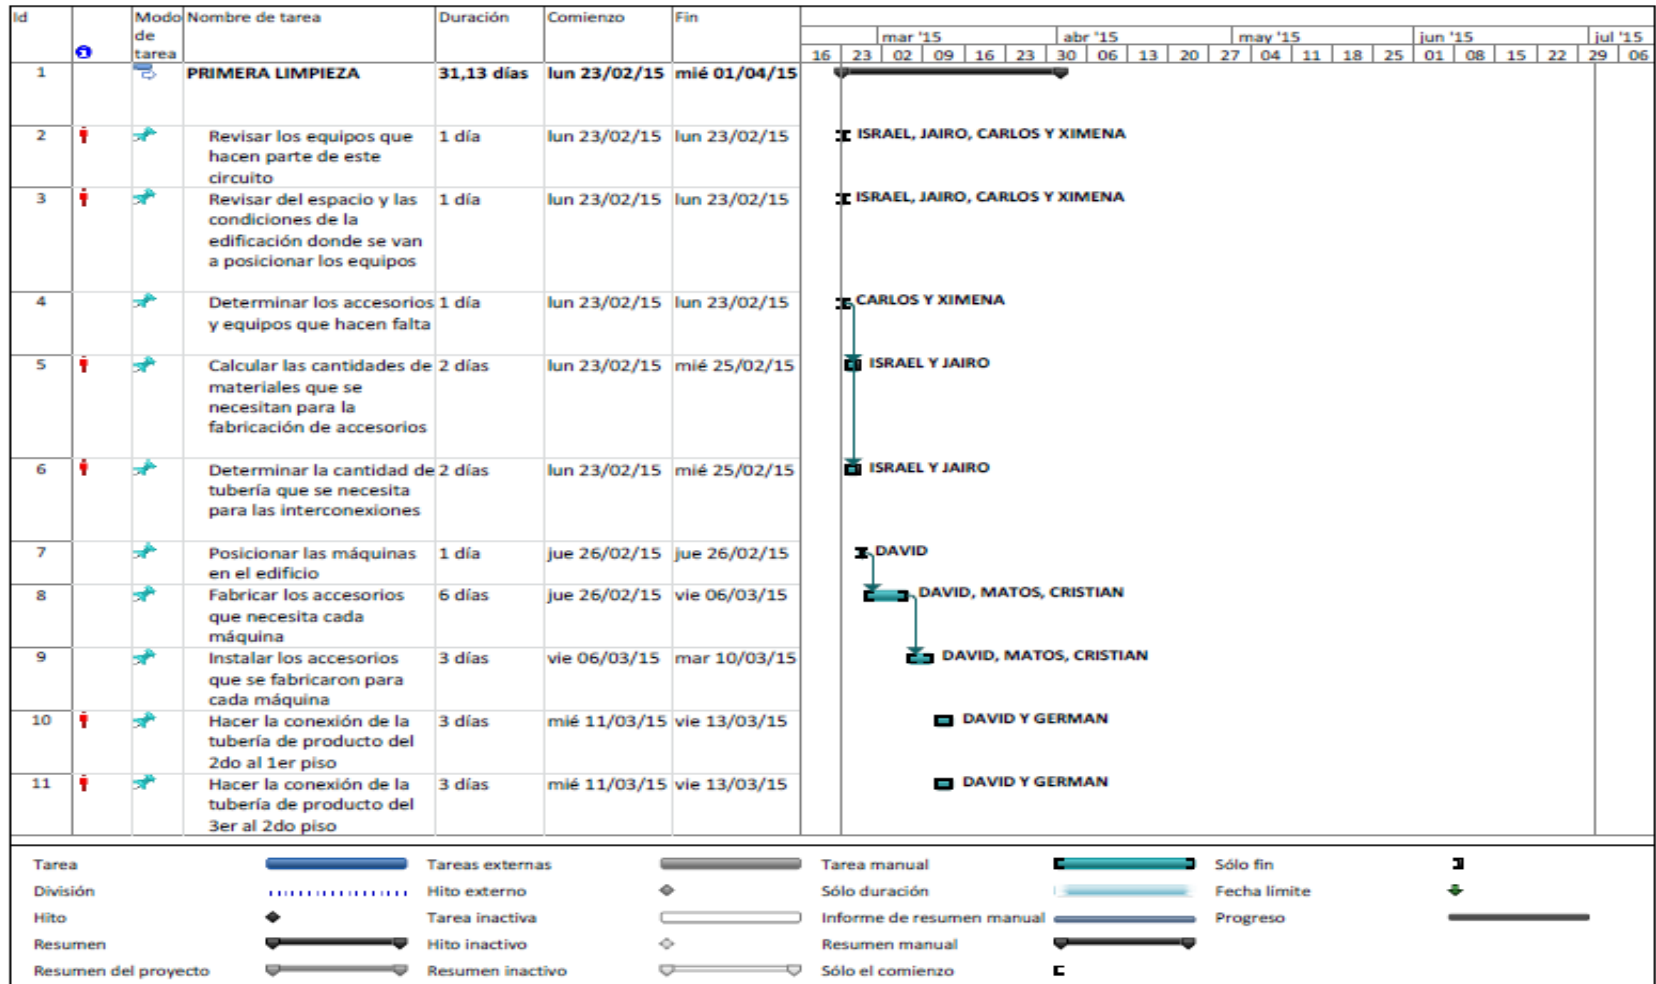 Id Modo de tarea Nombre de tarea Duración Comienzo Fin
mar '15 abr '15 may '15 jun '15 jul '15
16 23 02 09 16 23 30 06 13 20 27 04 11 18 25 01 08 15 22 29 06
1 PRIMERA LIMPIEZA 31,13 días lun 23/02/15 mié 01/04/15
2 Revisar los equipos que 1 día lun 23/02/15 lun 23/02/15 ISRAEL, JAIRO, CARLOS Y XIMENA
hacen parte de este
circuito
3 Revisar del espacio y las 1 día lun 23/02/15 lun 23/02/15 ISRAEL, JAIRO, CARLOS Y XIMENA
condiciones de la
edificación donde se van
a posicionar los equipos
4 Determinar los accesorios 1 día lun 23/02/15 lun 23/02/15 CARLOS Y XIMENA
y equipos que hacen falta
5 Calcular las cantidades de 2 días lun 23/02/15 mié 25/02/15 ISRAEL Y JAIRO
materiales que se
necesitan para la
fabricación de accesorios
6 Determinar la cantidad de 2 días lun 23/02/15 mié 25/02/15 ISRAEL Y JAIRO
tubería que se necesita
para las interconexiones
7 Posicionar las máquinas 1 día jue 26/02/15 jue 26/02/15 DAVID
en el edificio
8 Fabricar los accesorios 6 días jue 26/02/15 vie 06/03/15 DAVID, MATOS, CRISTIAN
que necesita cada
máquina
9 Instalar los accesorios 3 días vie 06/03/15 mar 10/03/15 DAVID, MATOS, CRISTIAN
que se fabricaron para
cada máquina
10 Hacer la conexión de la 3 días mié 11/03/15 vie 13/03/15 DAVID Y GERMAN
tubería de producto del
2do al 1er piso
11 Hacer la conexión de la 3 días mié 11/03/15 vie 13/03/15 DAVID Y GERMAN
tubería de producto del
3er al 2do piso
Tarea Tareas externas Tarea manual Sólo fin
División Hito externo Sólo duración Fecha límite
Hito Tarea inactiva Informe de resumen manual Progreso
Resumen Hito inactivo Resumen manual
Resumen del proyecto Resumen inactivo Sólo el comienzo